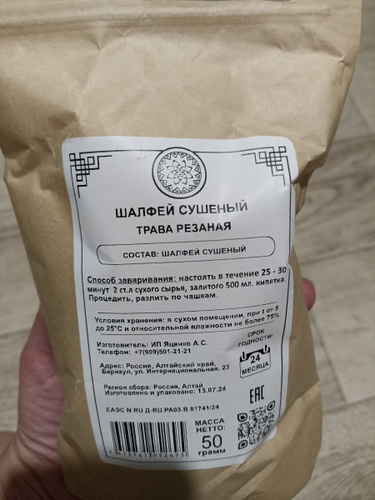 ШАЛФЕЙ СУШЕНЫЙ
ТРАВА РЕЗАНАЯ
СОСТАВ: ШАЛФЕЙ СУШЕНЫЙ
Способ заваривания: настоять в течение 25 - 30
минут 2 ст.л сухого сырья, залитого 500 мл. кипятка.
Процедить, разлить по чашкам.
Условия хранения: в сухом помещении, при t от 5
до 25°С и относительной влажности не более 75%.
Изготовитель: ИП Яценко А.С.
Телефон: +7(909)501-21-21
Адрес: Россия, Алтайский край,
Барнаул, ул. Интернациональная, 23
Регион сбора: Россия, Алтай
Изготовлено и упаковано: 13.07.24
СРОК
ГОДНОСТИ:
24
МЕСЯЦА
ЕАЭС N RU Д-RU.РА03.В.81741/24
МАССА
НЕТТО:
50
грамм
EAC